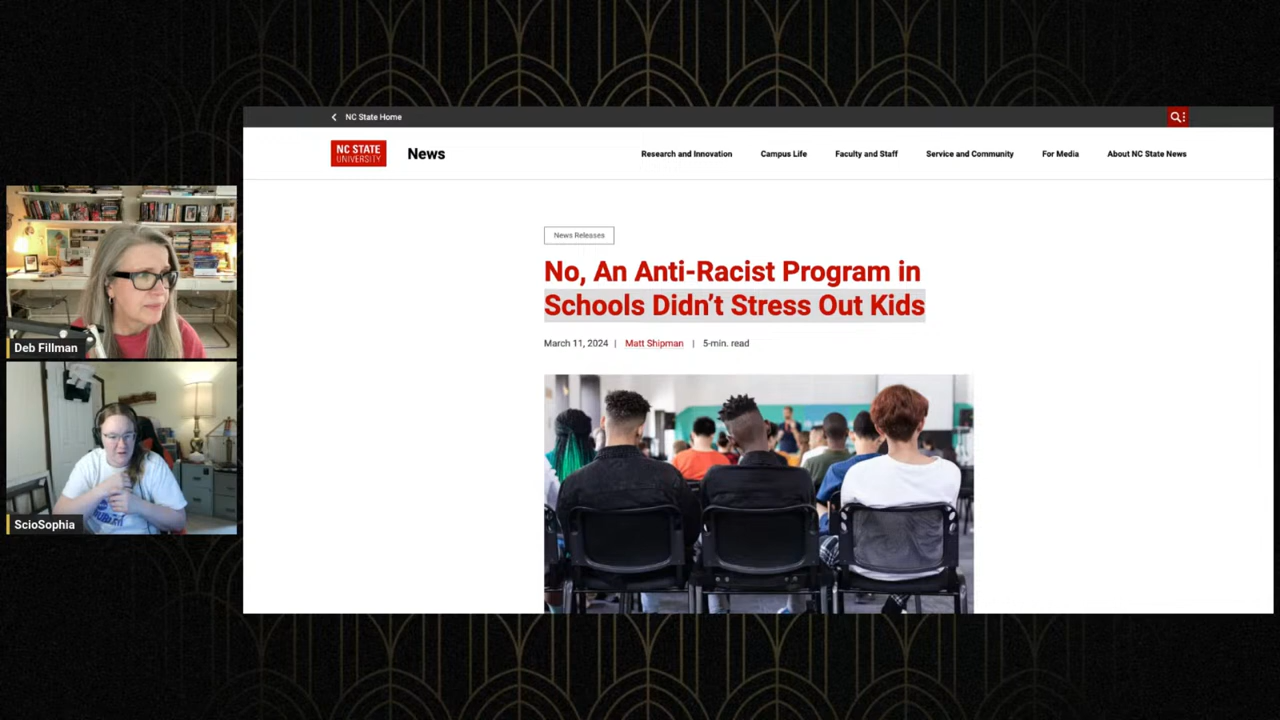 NC State Home
NC STATE
UNIVERSITY
News
Research and Innovation
Campus Life
Faculty and Staff
Service and Community
For Media
About NC State News
News Releases
No, An Anti-Racist Program in
Schools Didn't Stress Out Kids
March 11, 2024 | Matt Shipman | 5-min. read
Deb Fillman
ScioSophia